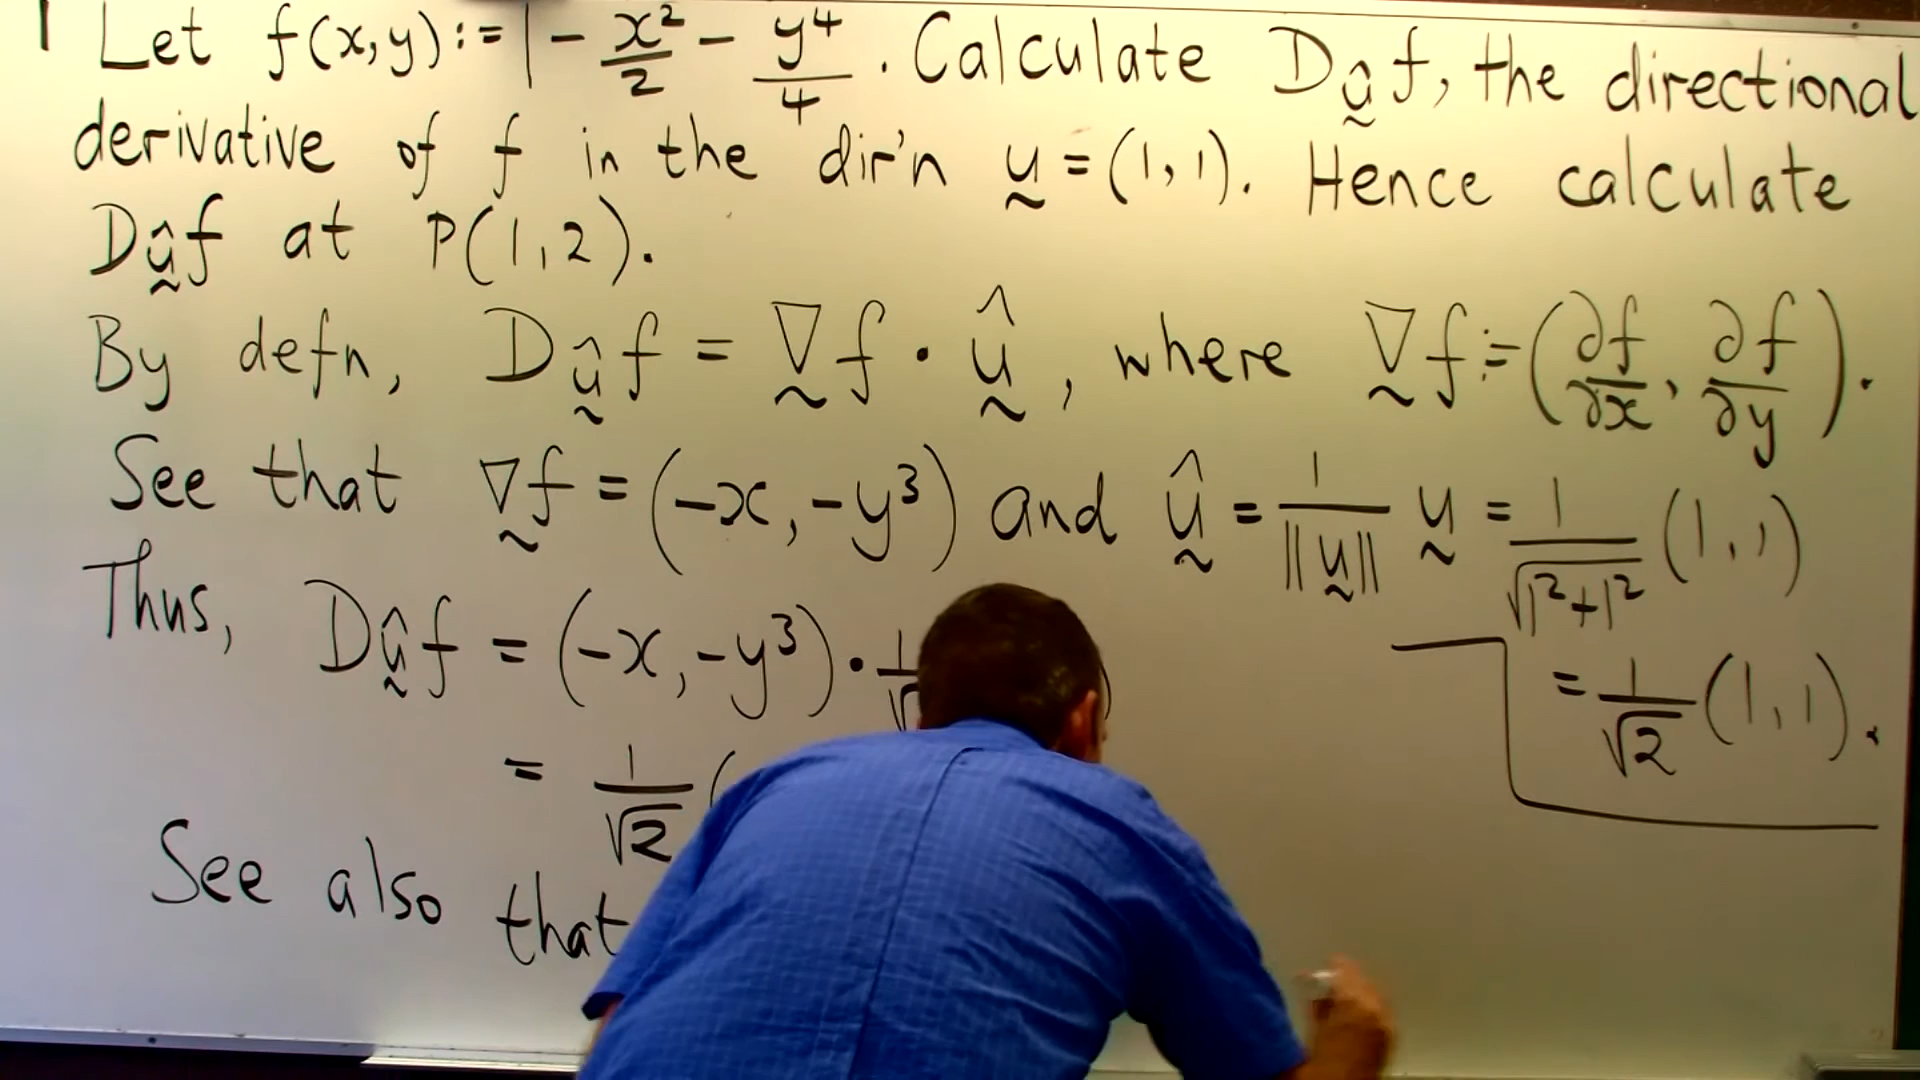 Let f(x,y) := 1 - x²/2 - y⁴/4 . Calculate D_û f, the directional
derivative of f in the dir'n u = (1,1). Hence calculate
D_û f at P(1,2).
By defn, D_û f = ∇f · û, where ∇f := (∂f/∂x, ∂f/∂y).
See that ∇f = (-x, -y³) and û = 1/||u|| u = 1/√(1²+1²) (1,1)
= 1/√2 (1,1).
Thus, D_û f = (-x, -y³) · 1/√
= 1/√2 (
See also that